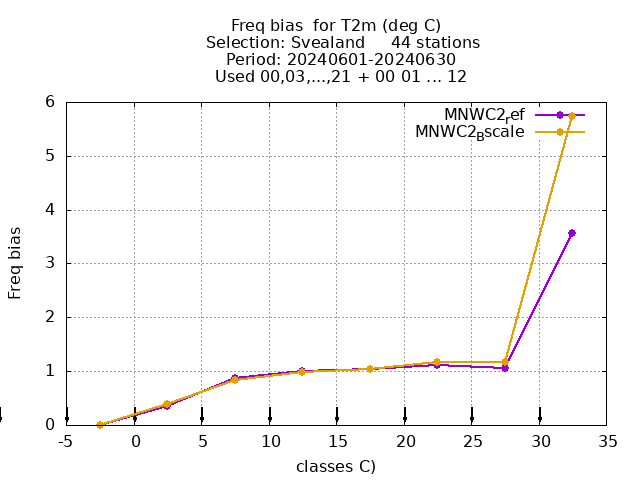 Freq bias  for T2m (deg C)
Selection: Svealand     44 stations
Period: 20240601-20240630
Used 00,03,...,21 + 00 01 ... 12
MNWC2ref
MNWC2Bscale
6
5
4
3
2
1
0
-5
0
5
10
15
20
25
30
35
Freq bias
classes C)